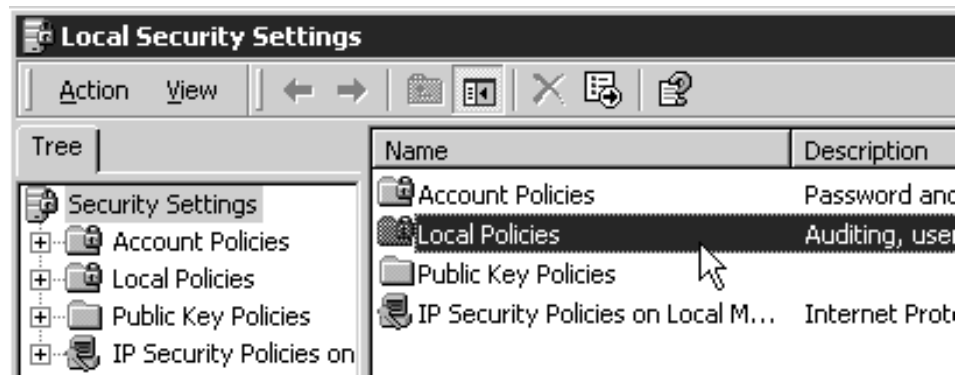 Local Security Settings
Action View
Tree
Security Settings
Account Policies
Local Policies
Public Key Policies
IP Security Policies on
Name Description
Account Policies Password and
Local Policies Auditing, user
Public Key Policies
IP Security Policies on Local M... Internet Proto